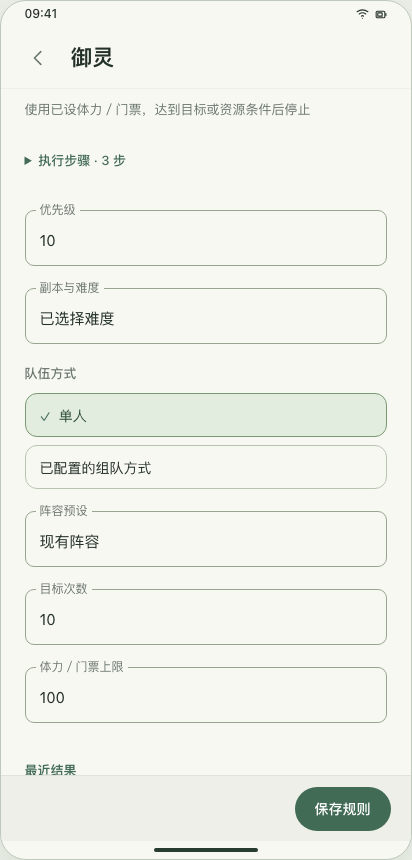 09:41
御灵
使用已设体力 / 门票，达到目标或资源条件后停止
▶ 执行步骤 · 3 步
优先级
10
副本与难度
已选择难度
队伍方式
✓ 单人
已配置的组队方式
阵容预设
现有阵容
目标次数
10
体力 / 门票上限
100
最近结果
保存规则